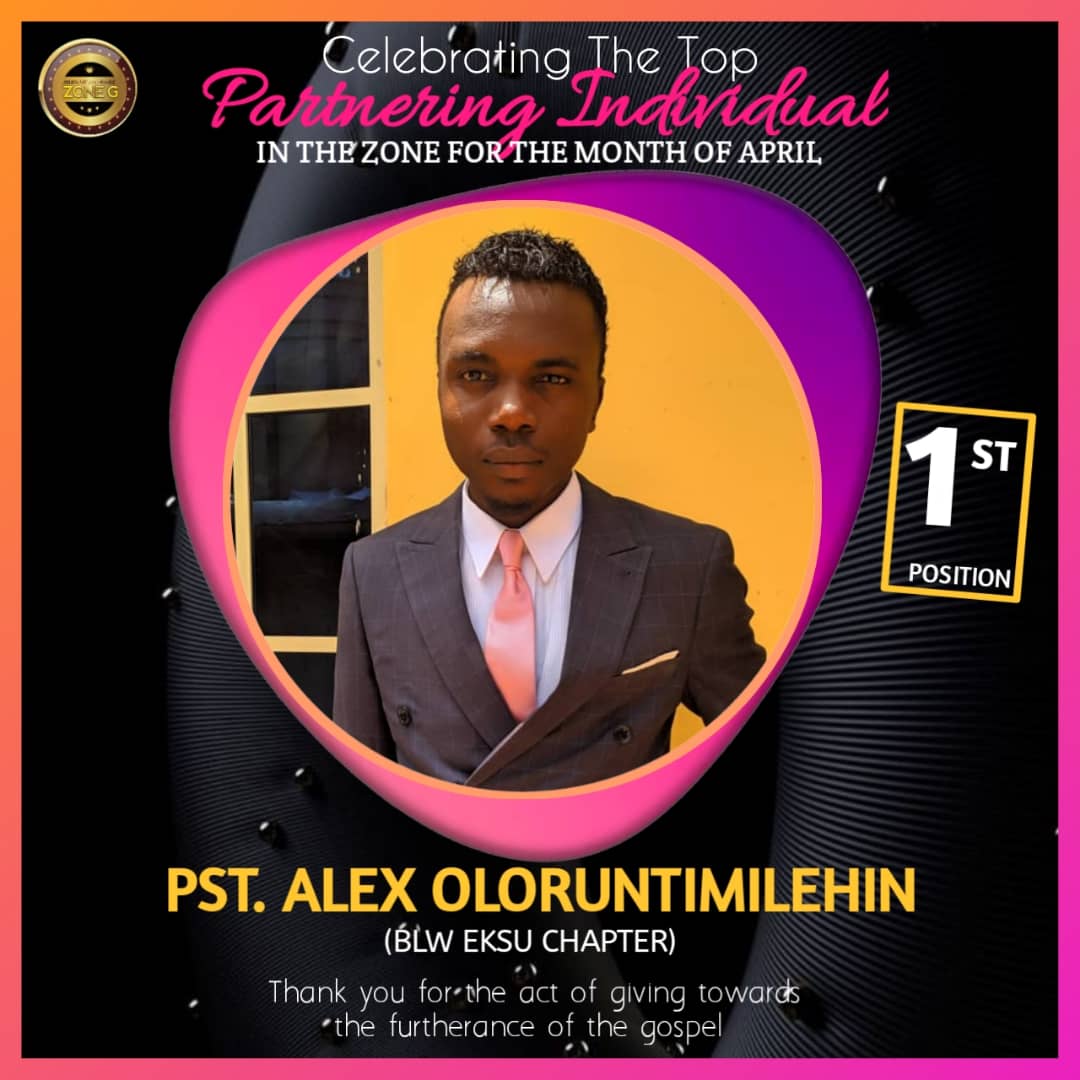 Celebrating The Top
Partnering Individual
IN THE ZONE FOR THE MONTH OF APRIL
ZONE G
1ST
POSITION
PST. ALEX OLORUNTIMILEHIN
(BLW EKSU CHAPTER)
Thank you for the act of giving towards
the furtherance of the gospel